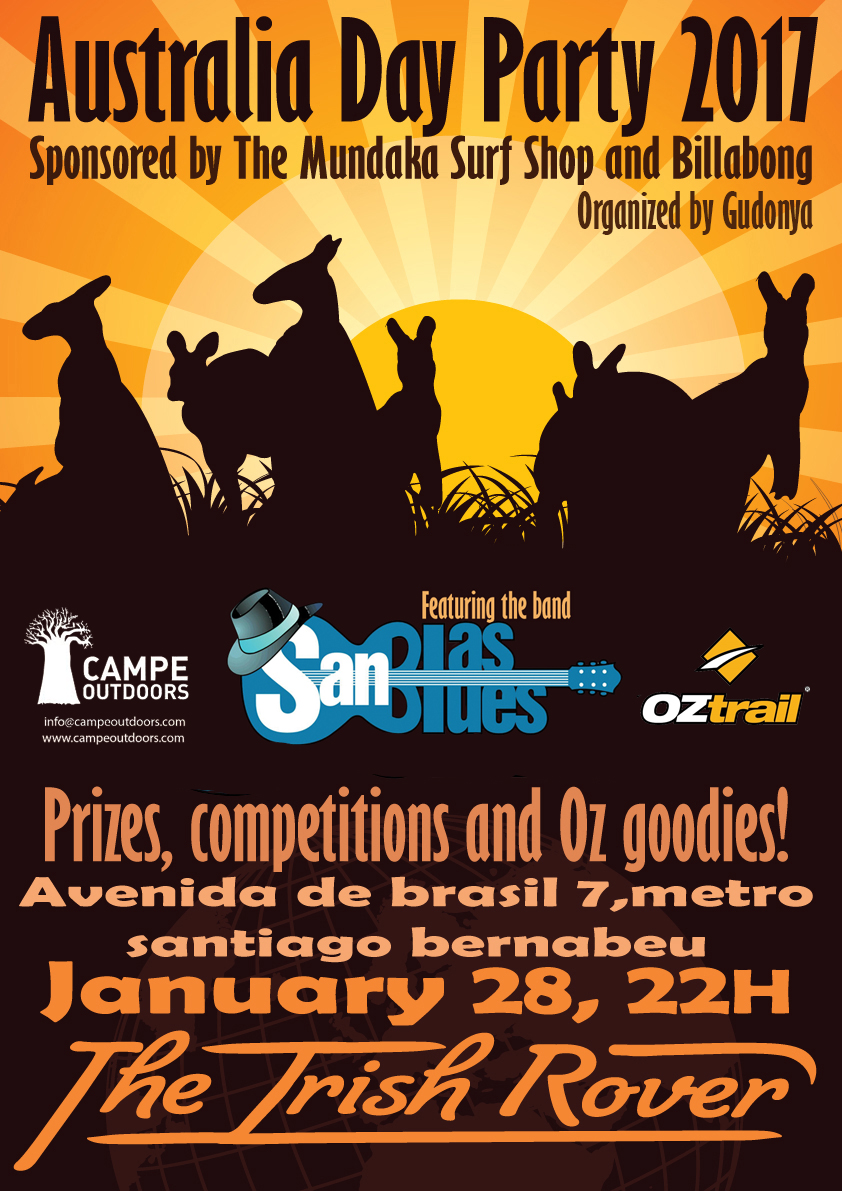 Australia Day Party 2017
Sponsored by The Mundaka Surf Shop and Billabong
Organized by Gudonya
Featuring the band
San Blas
Blues
CAMPE
OUTDOORS
info@campeoutdoors.com
www.campeoutdoors.com
OZtrail®
Prizes, competitions and Oz goodies!
Avenida de brasil 7,metro
santiago bernabeu
January 28, 22H
The Irish Rover